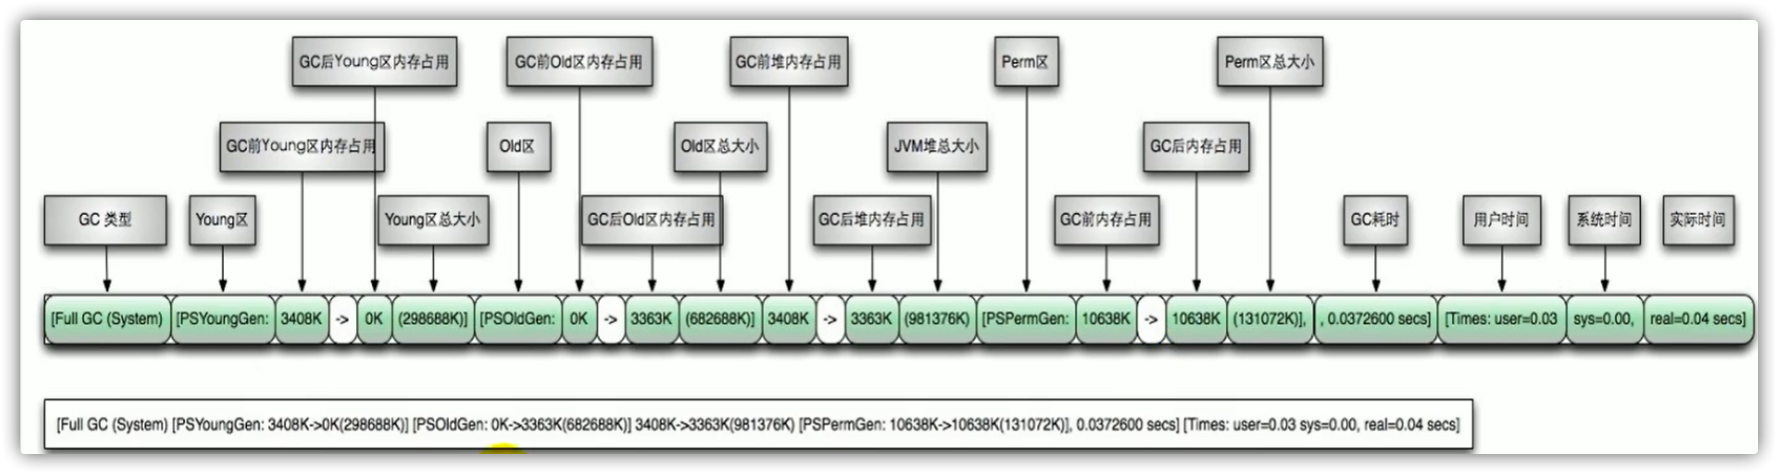 GC后Young区内存占用 GC前Old区内存占用 GC前堆内存占用 Perm区 Perm区总大小
GC前Young区内存占用 Old区 Old区总大小 JVM堆总大小 GC后内存占用
GC 类型 Young区 Young区总大小 GC后Old区内存占用 GC后堆内存占用 GC前内存占用 GC耗时 用户时间 系统时间 实际时间
[Full GC (System) [PSYoungGen: 3408K -> 0K (298688K)] [PSOldGen: 0K -> 3363K (682688K)] 3408K -> 3363K (981376K) [PSPermGen: 10638K -> 10638K (131072K)], , 0.0372600 secs] [Times: user=0.03 sys=0.00, real=0.04 secs]
[Full GC (System) [PSYoungGen: 3408K->0K(298688K)] [PSOldGen: 0K->3363K(682688K)] 3408K->3363K(981376K) [PSPermGen: 10638K->10638K(131072K)], 0.0372600 secs] [Times: user=0.03 sys=0.00, real=0.04 secs]